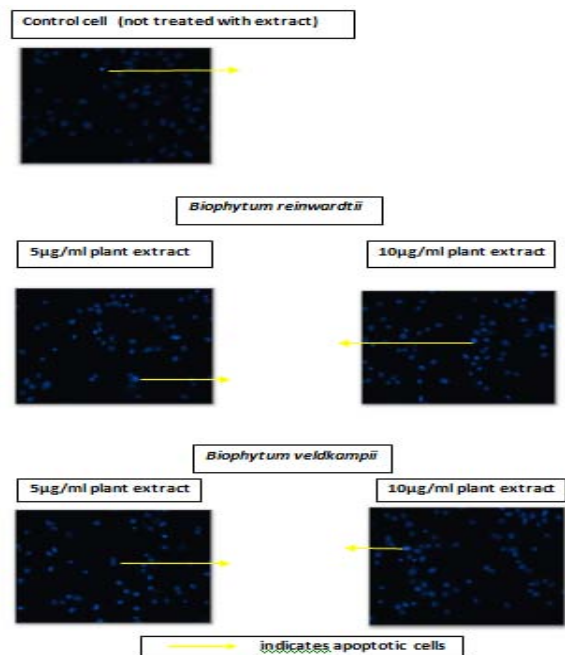 Control cell (not treated with extract)
Biophytum reinwardtii
5µg/ml plant extract
10µg/ml plant extract
Biophytum veldkampii
5µg/ml plant extract
10µg/ml plant extract
indicates apoptotic cells